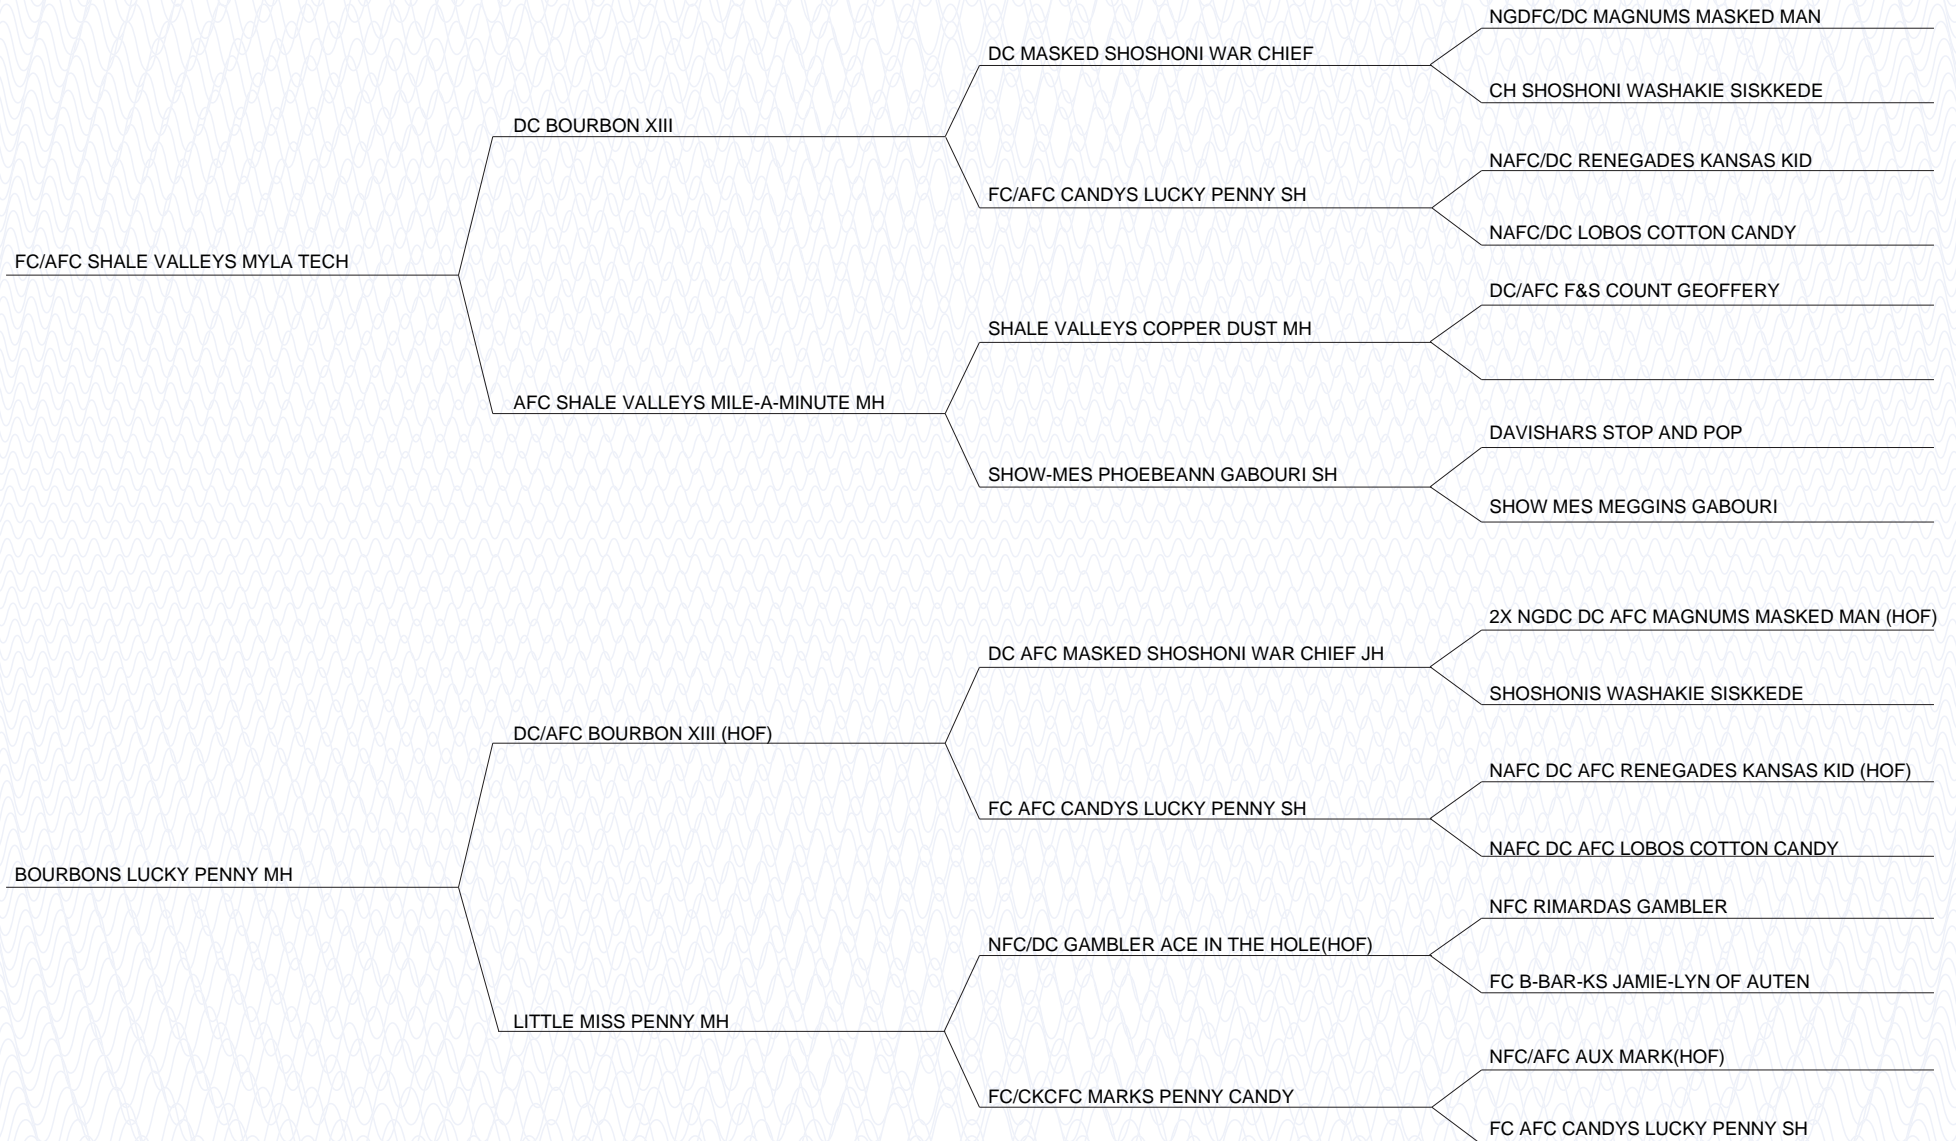 NGDFC/DC MAGNUMS MASKED MAN
DC MASKED SHOSHONI WAR CHIEF
CH SHOSHONI WASHAKIE SISKKEDE
DC BOURBON XIII
NAFC/DC RENEGADES KANSAS KID
FC/AFC CANDYS LUCKY PENNY SH
NAFC/DC LOBOS COTTON CANDY
FC/AFC SHALE VALLEYS MYLA TECH
DC/AFC F&S COUNT GEOFFERY
SHALE VALLEYS COPPER DUST MH
AFC SHALE VALLEYS MILE-A-MINUTE MH
DAVISHARS STOP AND POP
SHOW-MES PHOEBEANN GABOURI SH
SHOW MES MEGGINS GABOURI
2X NGDC DC AFC MAGNUMS MASKED MAN (HOF)
DC AFC MASKED SHOSHONI WAR CHIEF JH
SHOSHONIS WASHAKIE SISKKEDE
DC/AFC BOURBON XIII (HOF)
NAFC DC AFC RENEGADES KANSAS KID (HOF)
FC AFC CANDYS LUCKY PENNY SH
NAFC DC AFC LOBOS COTTON CANDY
BOURBONS LUCKY PENNY MH
NFC RIMARDAS GAMBLER
NFC/DC GAMBLER ACE IN THE HOLE(HOF)
FC B-BAR-KS JAMIE-LYN OF AUTEN
LITTLE MISS PENNY MH
NFC/AFC AUX MARK(HOF)
FC/CKCFC MARKS PENNY CANDY
FC AFC CANDYS LUCKY PENNY SH